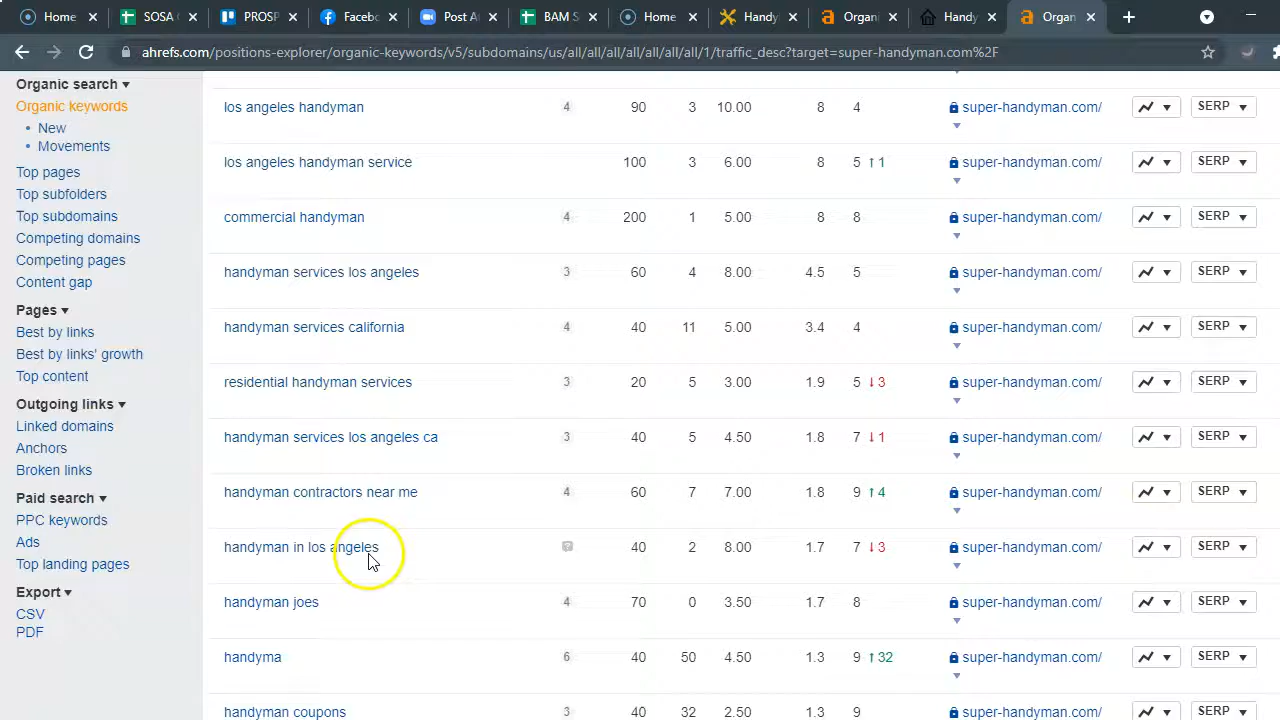 Home
SOSA
PROSP
Faceb
Post A
BAM S
Home
Handy
Organi
Handy
Organ
ahrefs.com/positions-explorer/organic-keywords/v5/subdomains/us/all/all/all/all/all/all/all/1/traffic_desc?target=super-handyman.com%2F
Organic search
Organic keywords
New
Movements
Top pages
Top subfolders
Top subdomains
Competing domains
Competing pages
Content gap
Pages
Best by links
Best by links' growth
Top content
Outgoing links
Linked domains
Anchors
Broken links
Paid search
PPC keywords
Ads
Top landing pages
Export
CSV
PDF
los angeles handyman 4 90 3 10.00 8 4 super-handyman.com/ SERP
los angeles handyman service 100 3 6.00 8 5 ↑1 super-handyman.com/ SERP
commercial handyman 4 200 1 5.00 8 8 super-handyman.com/ SERP
handyman services los angeles 3 60 4 8.00 4.5 5 super-handyman.com/ SERP
handyman services california 4 40 11 5.00 3.4 4 super-handyman.com/ SERP
residential handyman services 3 20 5 3.00 1.9 5 ↓3 super-handyman.com/ SERP
handyman services los angeles ca 3 40 5 4.50 1.8 7 ↓1 super-handyman.com/ SERP
handyman contractors near me 4 60 7 7.00 1.8 9 ↑4 super-handyman.com/ SERP
handyman in los angeles ? 40 2 8.00 1.7 7 ↓3 super-handyman.com/ SERP
handyman joes 4 70 0 3.50 1.7 8 super-handyman.com/ SERP
handyma 6 40 50 4.50 1.3 9 ↑32 super-handyman.com/ SERP
handyman coupons 3 40 32 2.50 1.3 9 super-handyman.com/ SERP